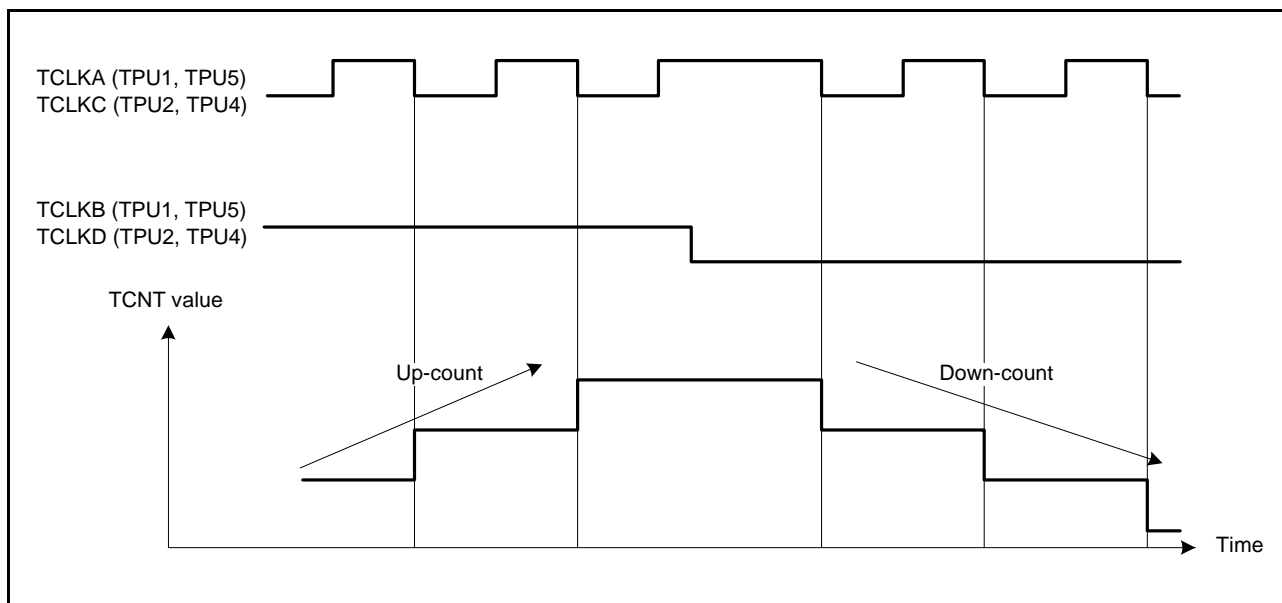 TCLKA (TPU1, TPU5)
TCLKC (TPU2, TPU4)
TCLKB (TPU1, TPU5)
TCLKD (TPU2, TPU4)
TCNT value
Up-count
Down-count
Time